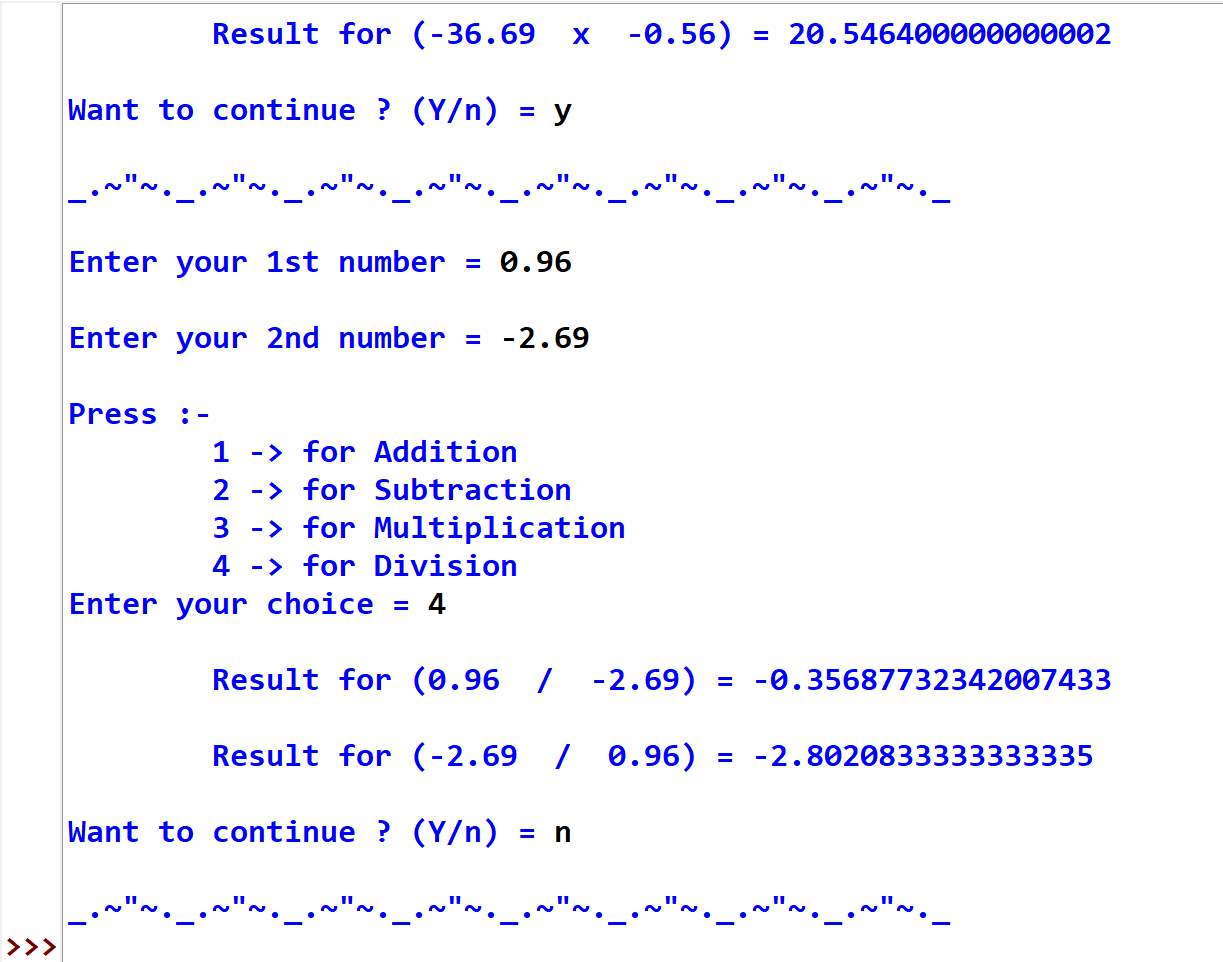 Result for (-36.69  x  -0.56) = 20.546400000000002
Want to continue ? (Y/n) = y
_.~"~._.~"~._.~"~._.~"~._.~"~._.~"~._.~"~._.~"~._
Enter your 1st number = 0.96
Enter your 2nd number = -2.69
Press :-
1 -> for Addition
2 -> for Subtraction
3 -> for Multiplication
4 -> for Division
Enter your choice = 4
Result for (0.96  /  -2.69) = -0.35687732342007433
Result for (-2.69  /  0.96) = -2.8020833333333335
Want to continue ? (Y/n) = n
_.~"~._.~"~._.~"~._.~"~._.~"~._.~"~._.~"~._.~"~._
>>>